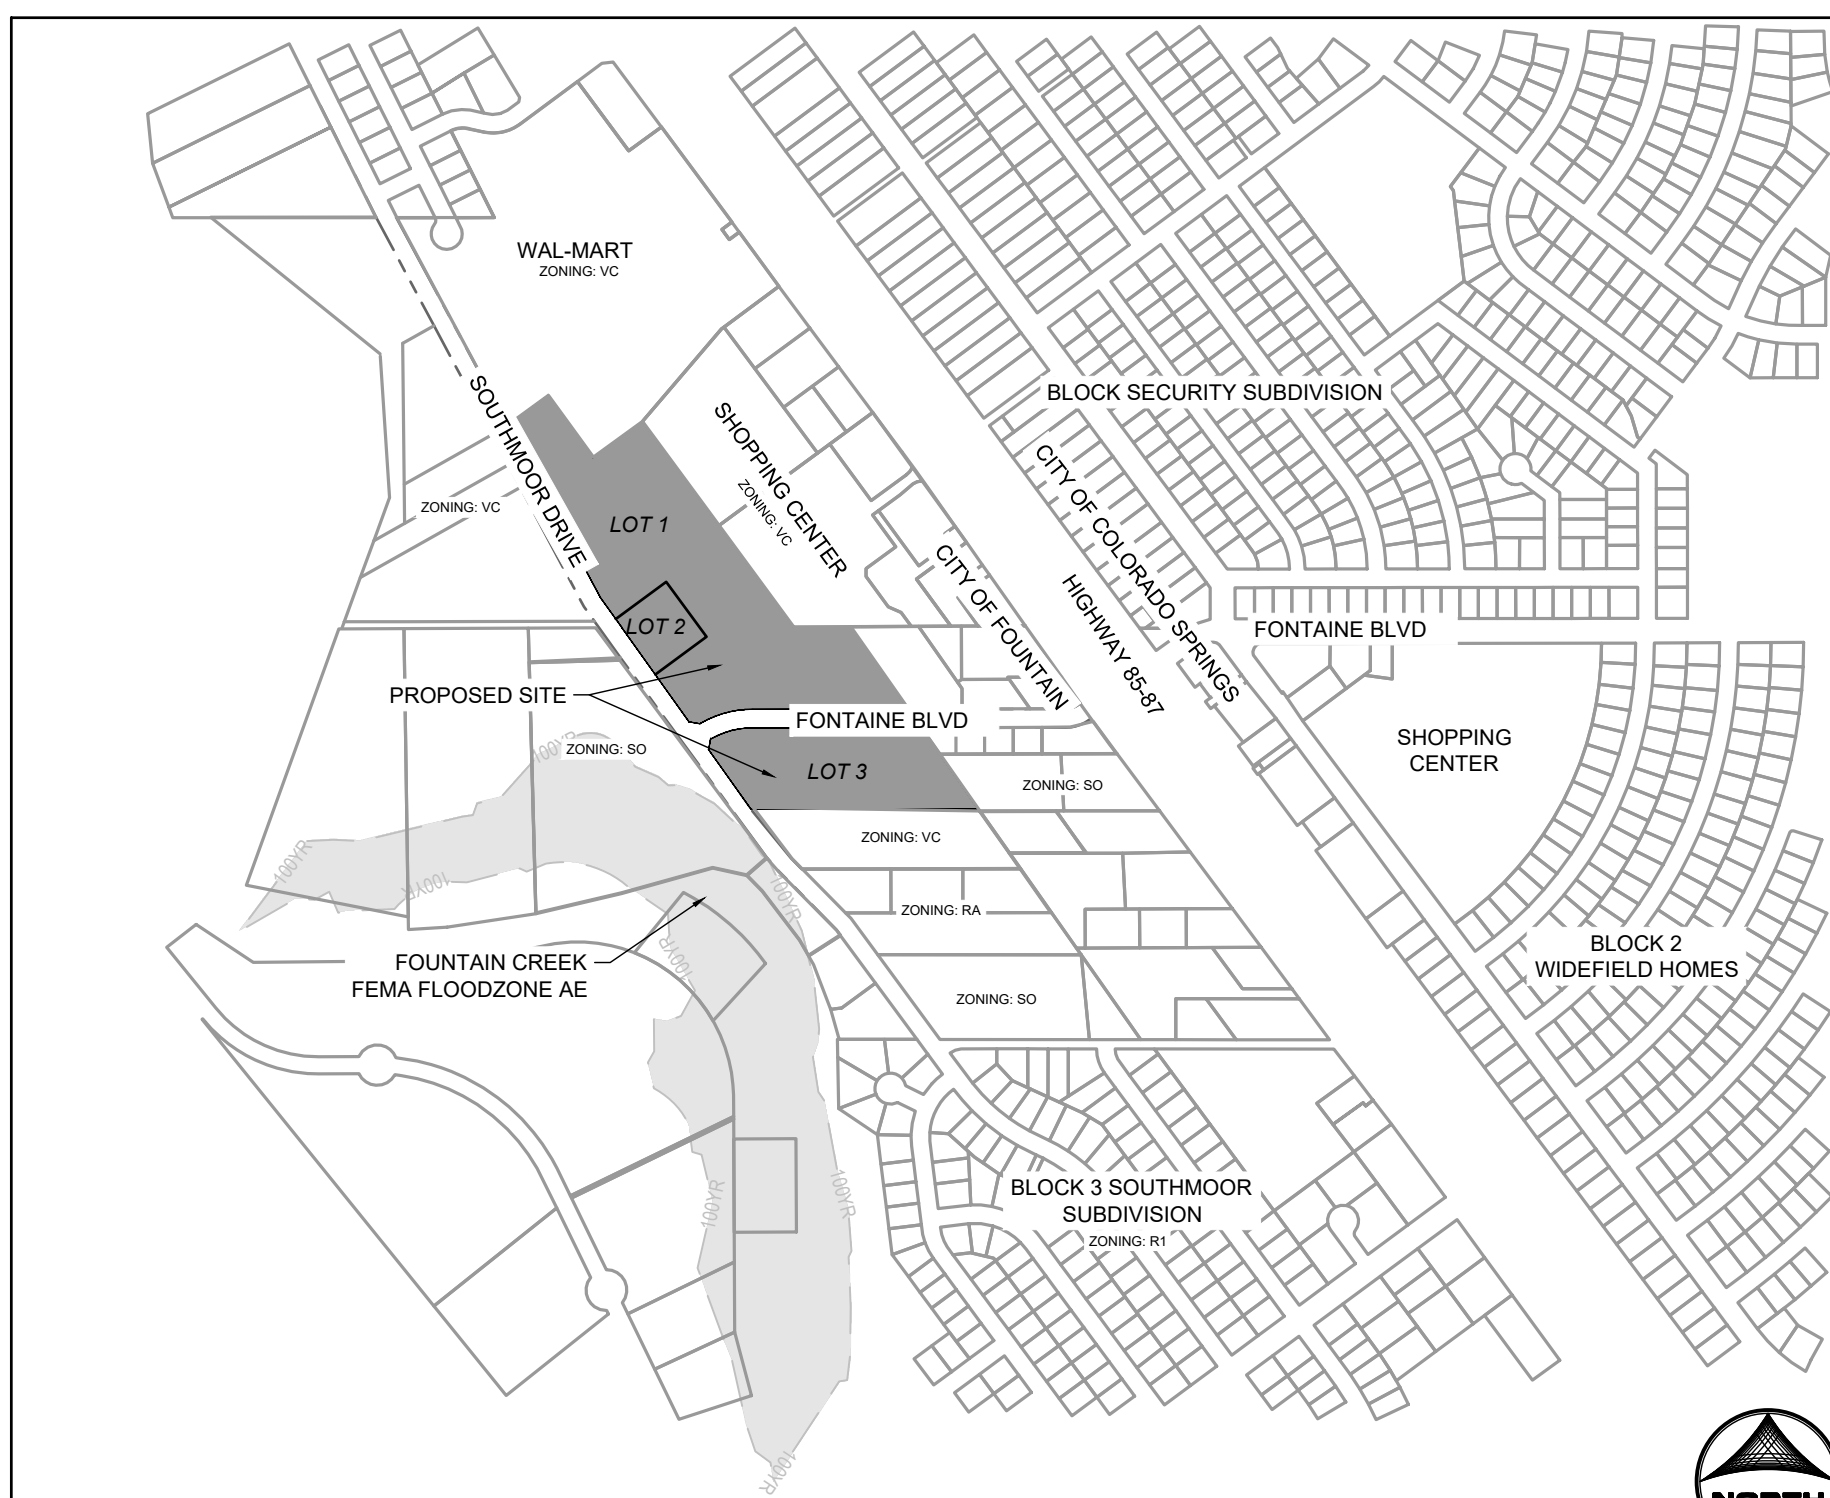 WAL-MART
ZONING: VC
SOUTHMOOR DRIVE
SHOPPING CENTER
ZONING: VC
BLOCK SECURITY SUBDIVISION
CITY OF COLORADO SPRINGS
ZONING: VC
LOT 1
CITY OF FOUNTAIN
HIGHWAY 85-87
LOT 2
FONTAINE BLVD
PROPOSED SITE
FONTAINE BLVD
100YR
ZONING: SO
LOT 3
ZONING: SO
SHOPPING
CENTER
ZONING: VC
100YR
100YR
100YR
ZONING: RA
100YR
FOUNTAIN CREEK
FEMA FLOODZONE AE
BLOCK 2
WIDEFIELD HOMES
ZONING: SO
100YR
100YR
BLOCK 3 SOUTHMOOR
SUBDIVISION
ZONING: R1
100YR
NORTH